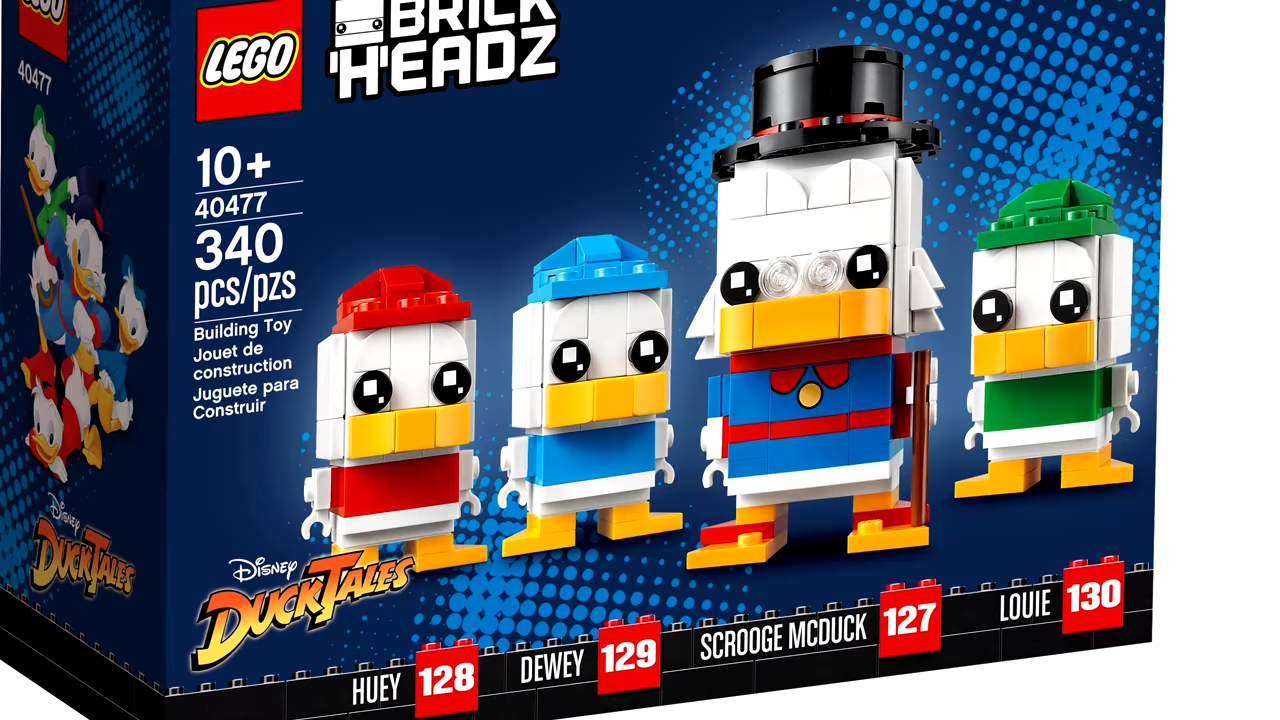 LEGO
40477
DISNEY
DUCKTALES
LEGO
BRICK
HEADZ
10+
40477
340
pcs/pzs
Building Toy
Jouet de
construction
Juguete para
Construir
DISNEY
DUCKTALES
HUEY 128
DEWEY 129
SCROOGE MCDUCK 127
LOUIE 130